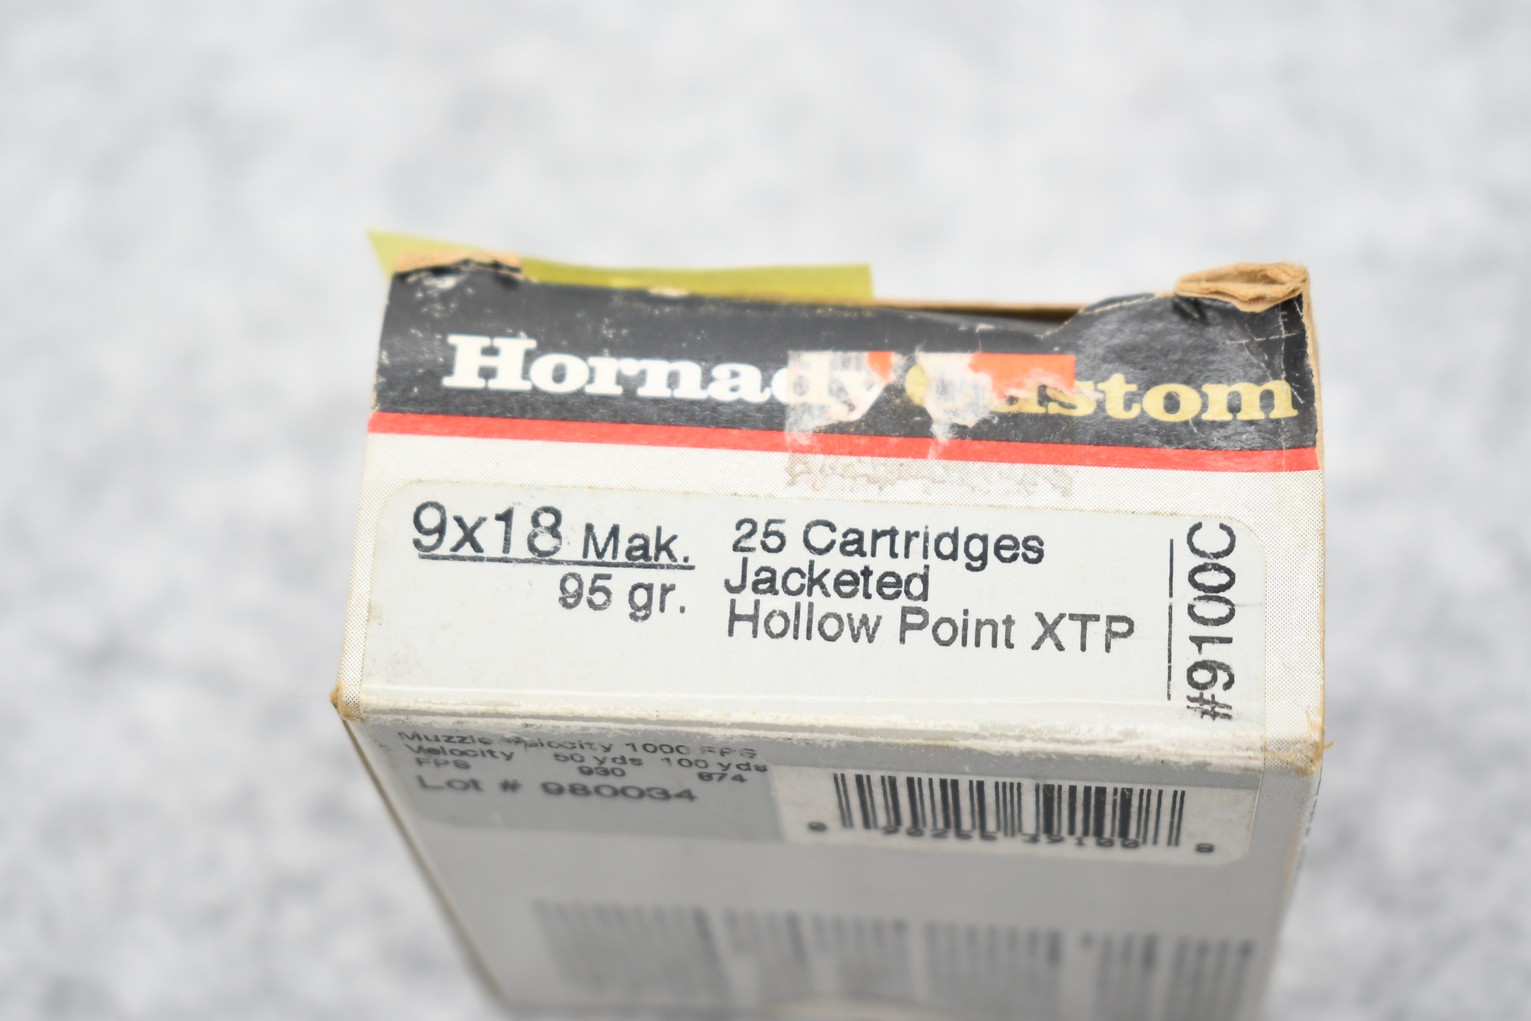 Hornady Custom
9x18 Mak.
95 gr.
25 Cartridges
Jacketed
Hollow Point XTP
#9100C
Muzzle Velocity 1000 FPS
Velocity 50 yds 100 yds
FPS 930 874
Lot # 980034